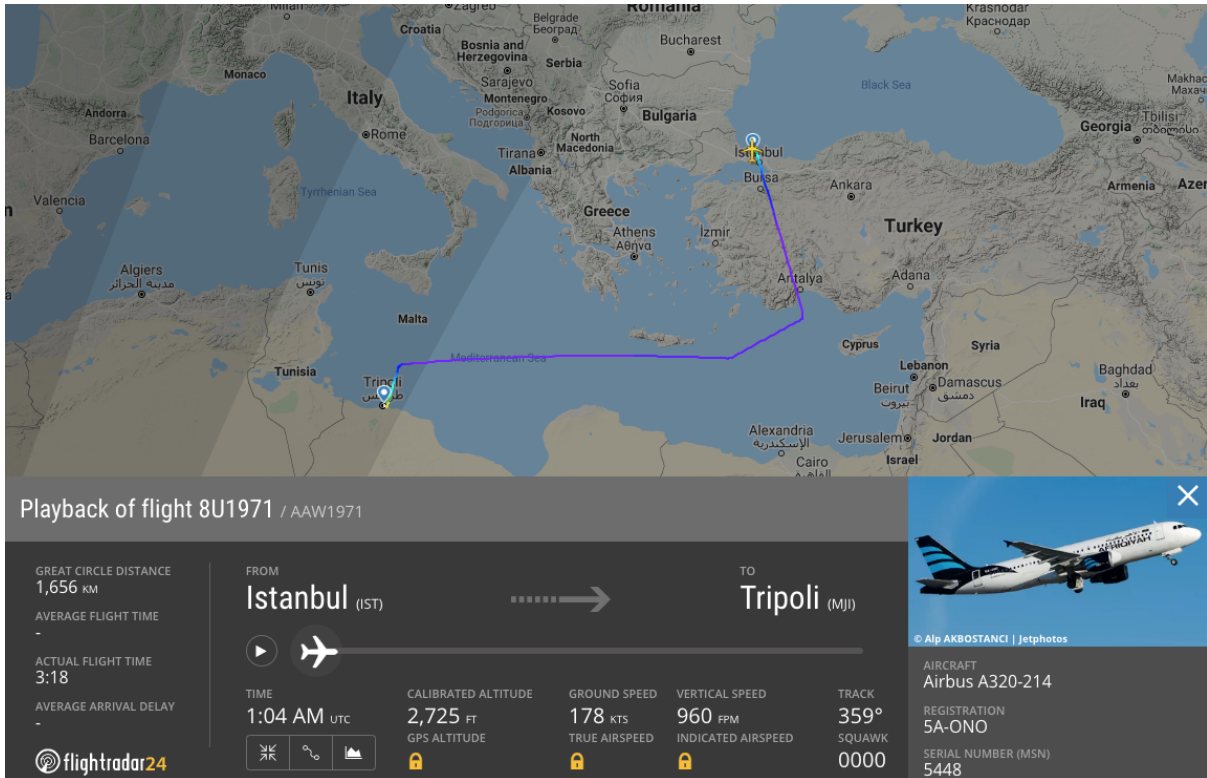 Milan
Zagreb
Romania
Krasnodar
Краснодар
Croatia
Belgrade
Београд
Bosnia and
Herzegovina
Serbia
Bucharest
Monaco
Sarajevo
Sofia
София
Black Sea
Andorra
Italy
Montenegro
Podgorica
Подгорица
Kosovo
Bulgaria
Georgia
Tbilisi
თბილისი
Barcelona
Rome
North
Macedonia
Tirana
Albania
Istanbul
Tyrrhenian Sea
Bursa
Ankara
Armenia
Valencia
Greece
Athens
Αθήνα
İzmir
Turkey
Algiers
مدينة الجزائر
Tunis
تونس
Antalya
Adana
Malta
Cyprus
Syria
Mediterranean Sea
Tunisia
Tripoli
طرابلس
Lebanon
Beirut
بيروت
Damascus
دمشق
Baghdad
بغداد
Iraq
Alexandria
الإسكندرية
Jerusalem
Jordan
Cairo
Israel
Playback of flight 8U1971 / AAW1971
GREAT CIRCLE DISTANCE
1,656 KM
AVERAGE FLIGHT TIME
-
ACTUAL FLIGHT TIME
3:18
AVERAGE ARRIVAL DELAY
-
flightradar24
FROM
Istanbul (IST)
TO
Tripoli (MJI)
TIME
1:04 AM UTC
CALIBRATED ALTITUDE
2,725 FT
GPS ALTITUDE
GROUND SPEED
178 KTS
TRUE AIRSPEED
VERTICAL SPEED
960 FPM
INDICATED AIRSPEED
TRACK
359°
SQUAWK
0000
AFRIQIYAH
© Alp AKBOSTANCI | Jetphotos
AIRCRAFT
Airbus A320-214
REGISTRATION
5A-ONO
SERIAL NUMBER (MSN)
5448